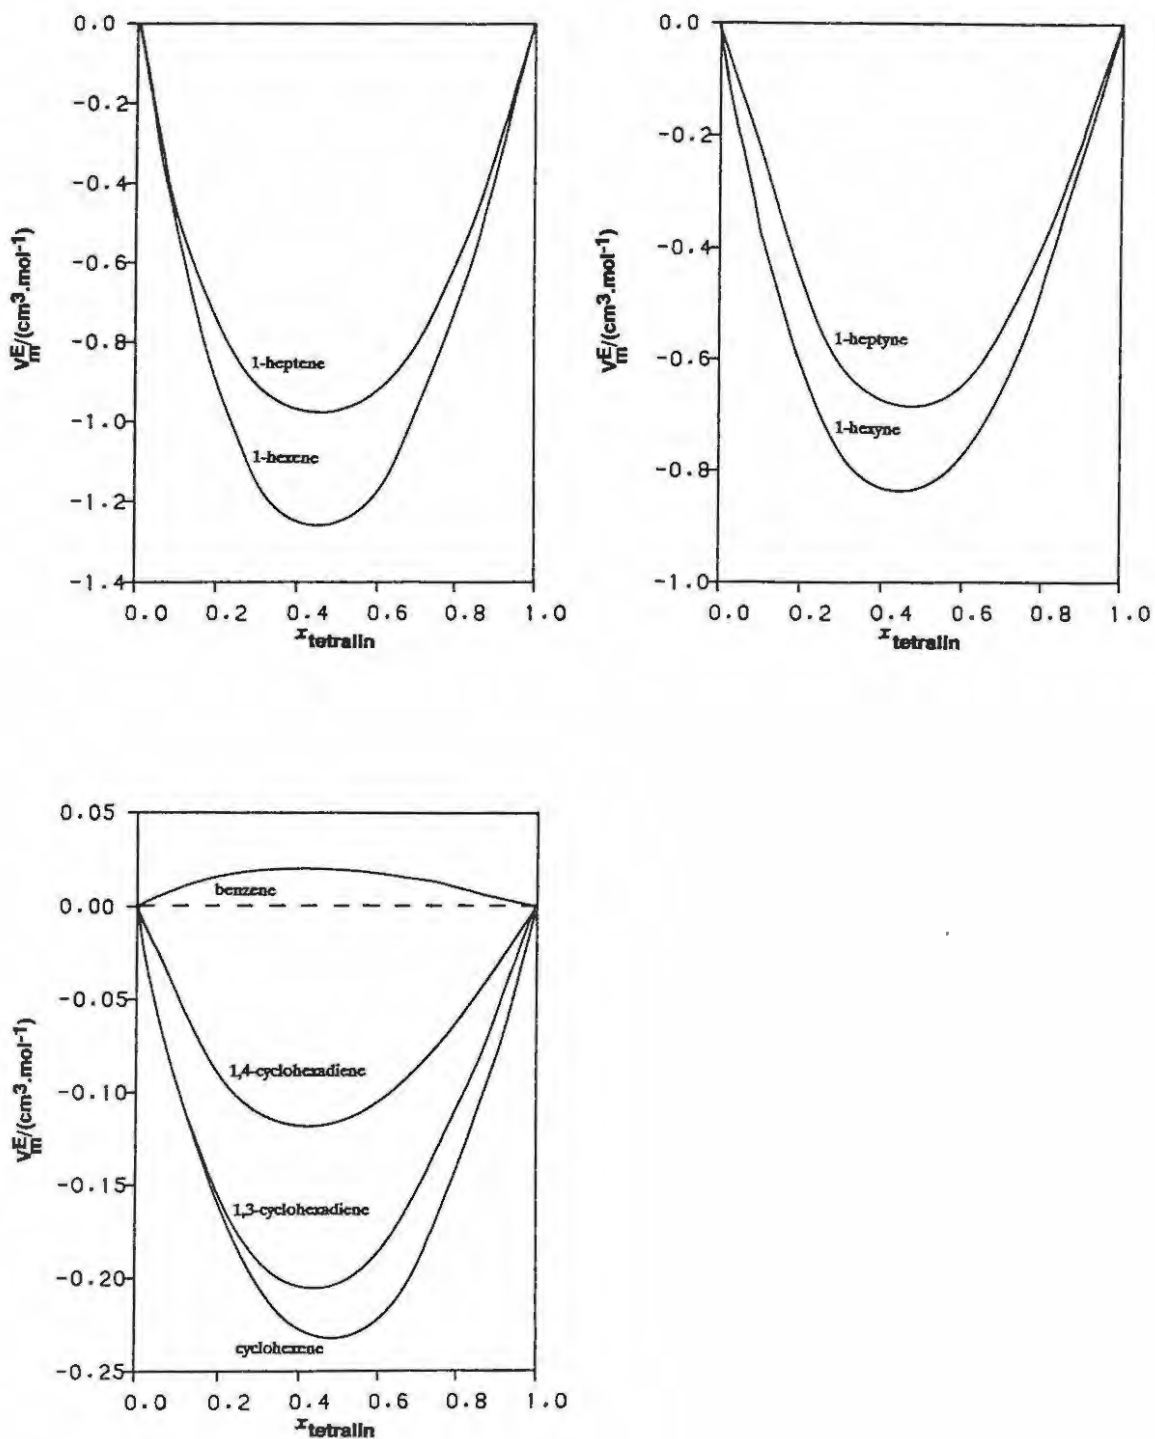 0.0
-0.2
-0.4
-0.6
-0.8
-1.0
-1.2
-1.4
V^E_m/(cm³.mol⁻¹)
1-heptene
1-hexene
0.0 0.2 0.4 0.6 0.8 1.0
x_tetralin
0.0
-0.2
-0.4
-0.6
-0.8
-1.0
V^E_m/(cm³.mol⁻¹)
1-heptyne
1-hexyne
0.0 0.2 0.4 0.6 0.8 1.0
x_tetralin
0.05
0.00
-0.05
-0.10
-0.15
-0.20
-0.25
V^E_m/(cm³.mol⁻¹)
benzene
1,4-cyclohexadiene
1,3-cyclohexadiene
cyclohexene
0.0 0.2 0.4 0.6 0.8 1.0
x_tetralin